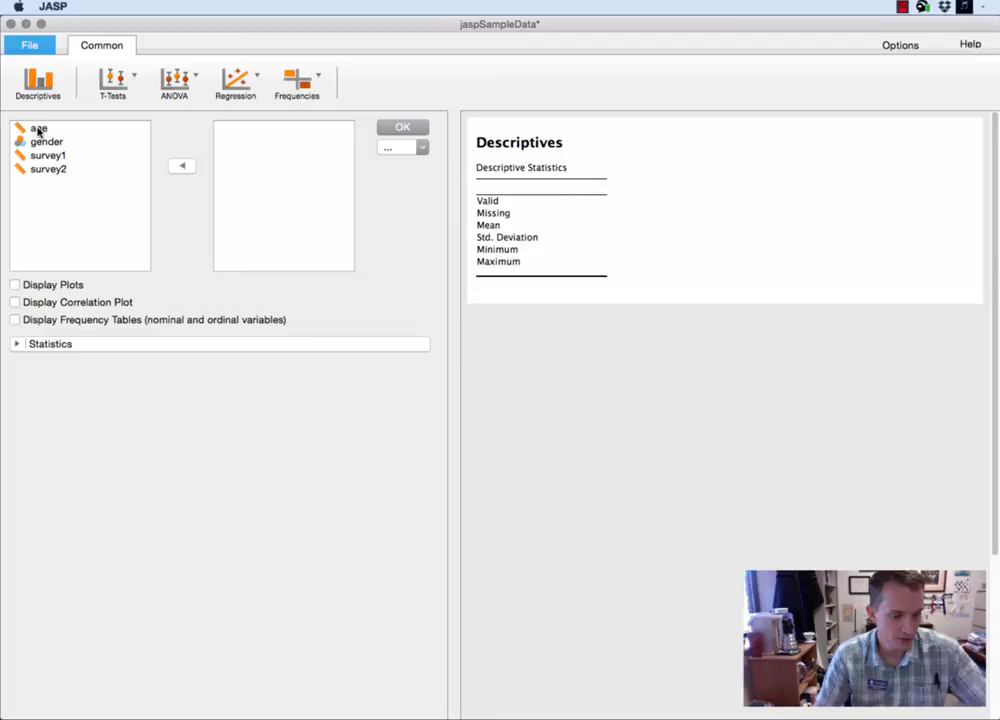 JASP
jaspSampleData*
File
Common
Options
Help
Descriptives
T-Tests
ANOVA
Regression
Frequencies
age
gender
survey1
survey2
OK
...
Display Plots
Display Correlation Plot
Display Frequency Tables (nominal and ordinal variables)
Statistics
Descriptives
Descriptive Statistics
Valid
Missing
Mean
Std. Deviation
Minimum
Maximum